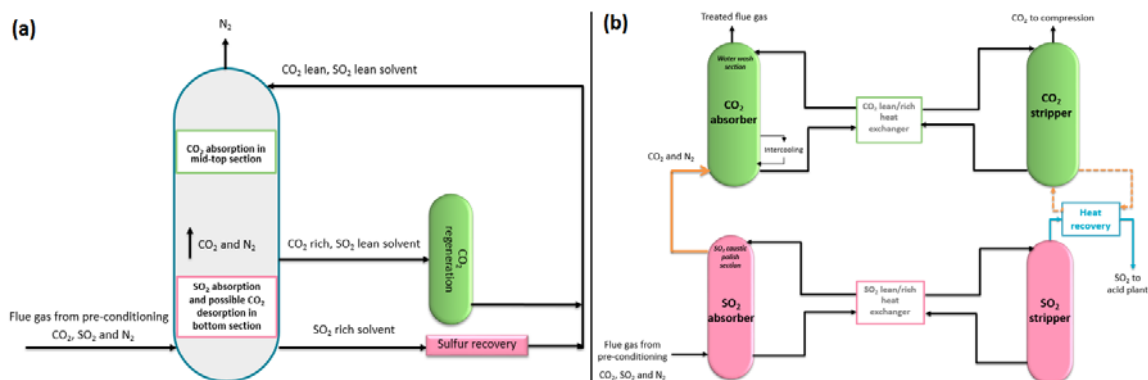 (a)
N₂
CO₂ lean, SO₂ lean solvent
CO₂ absorption in
mid-top section
CO₂ and N₂
CO₂ rich, SO₂ lean solvent
CO₂
regeneration
SO₂ absorption
and possible CO₂
desorption in
bottom section
Flue gas from pre-conditioning
CO₂, SO₂ and N₂
SO₂ rich solvent
Sulfur recovery
(b)
Treated flue gas
CO₂ to compression
Water wash
section
CO₂
absorber
CO₂ lean/rich
heat
exchanger
CO₂
stripper
Intercooling
CO₂ and N₂
Heat
recovery
SO₂ caustic
polish
section
SO₂
absorber
SO₂ lean/rich
heat
exchanger
SO₂
stripper
SO₂ to
acid plant
Flue gas from
pre-conditioning
CO₂, SO₂ and N₂